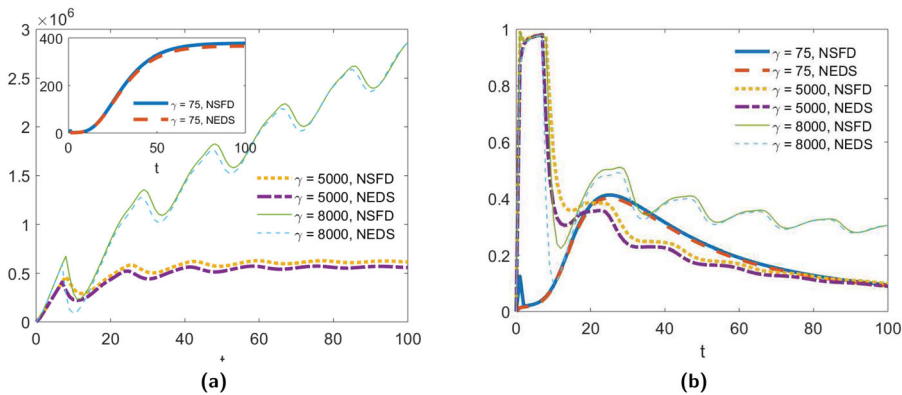 × 10⁶
3
2.5
2
1.5
1
0.5
0
0 20 40 60 80 100
400
200
0
0 50 100
t
γ = 75, NSFD
γ = 75, NEDS
γ = 5000, NSFD
γ = 5000, NEDS
γ = 8000, NSFD
γ = 8000, NEDS
(a)
1
0.8
0.6
0.4
0.2
0
0 20 40 60 80 100
t
γ = 75, NSFD
γ = 75, NEDS
γ = 5000, NSFD
γ = 5000, NEDS
γ = 8000, NSFD
γ = 8000, NEDS
(b)